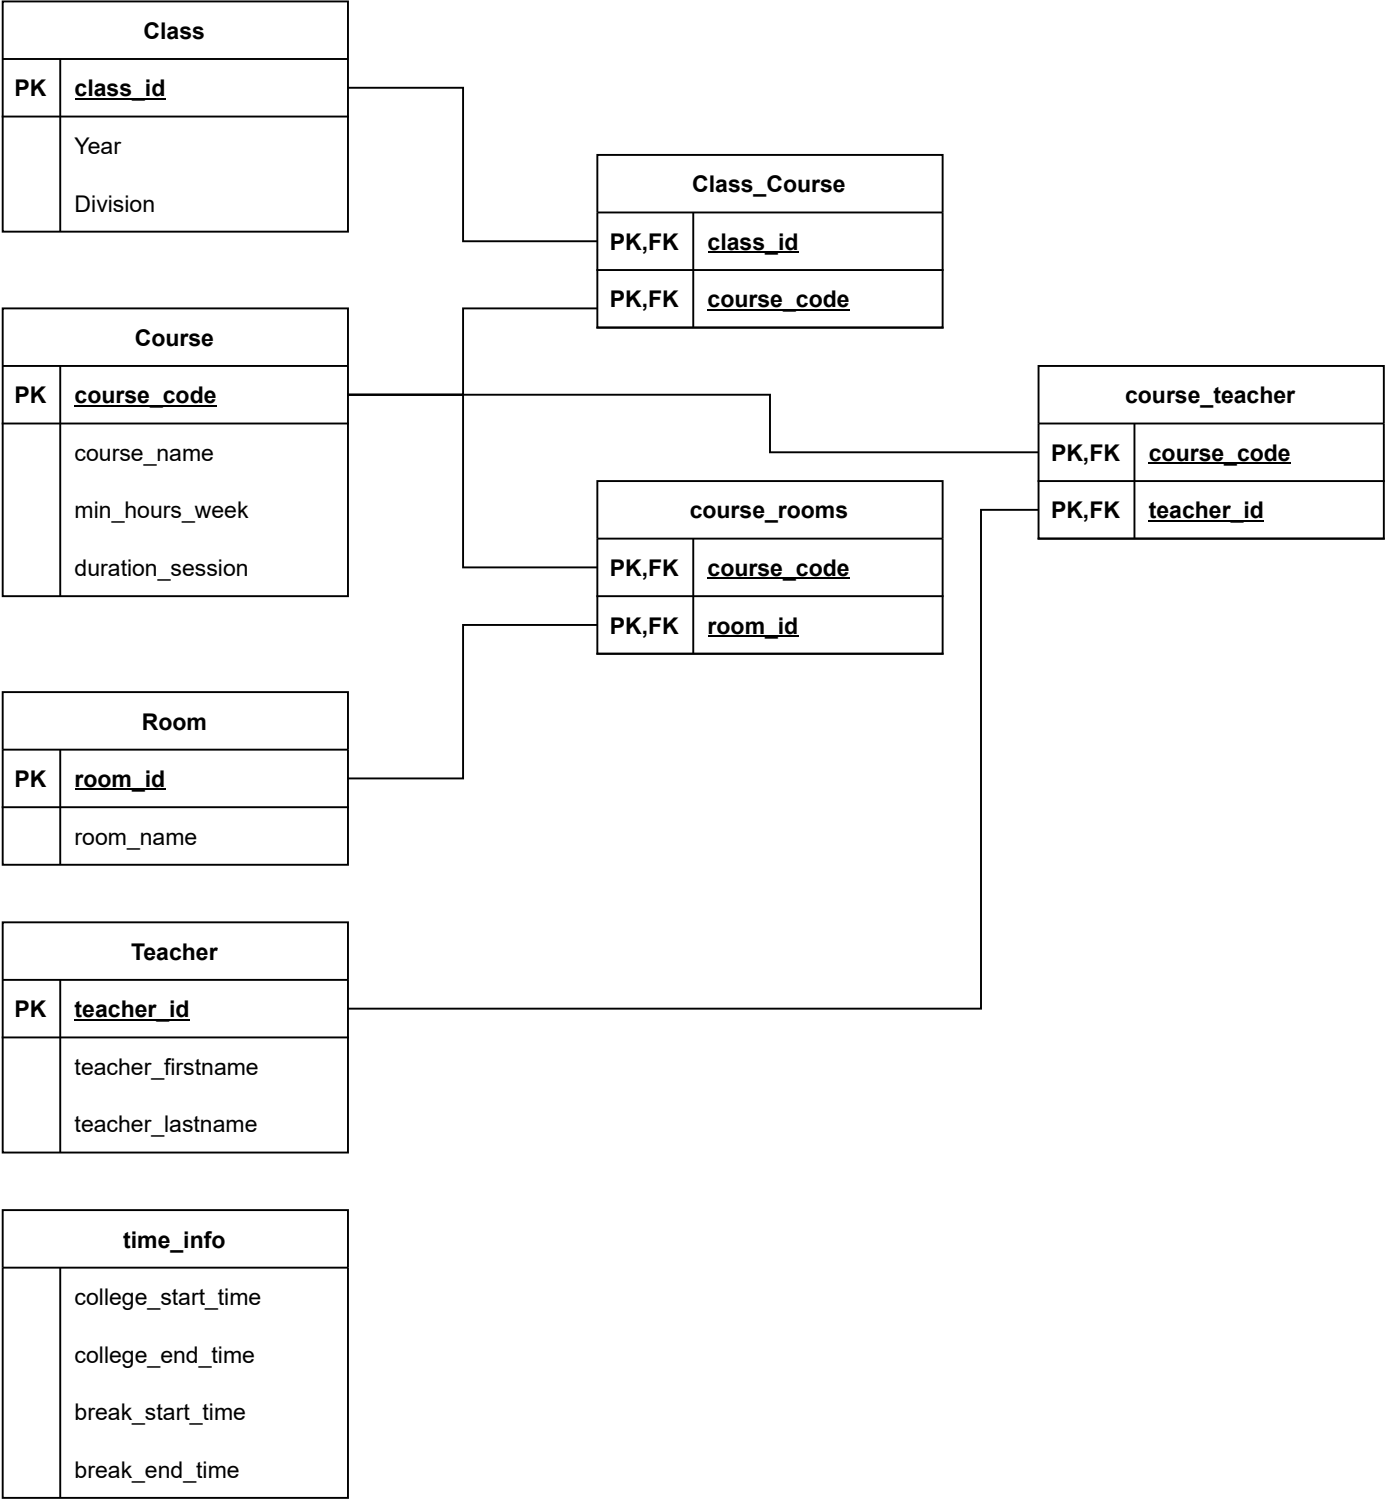 Class
PK class_id
Year
Division
Class_Course
PK,FK class_id
PK,FK course_code
Course
PK course_code
course_name
min_hours_week
duration_session
course_teacher
PK,FK course_code
PK,FK teacher_id
course_rooms
PK,FK course_code
PK,FK room_id
Room
PK room_id
room_name
Teacher
PK teacher_id
teacher_firstname
teacher_lastname
time_info
college_start_time
college_end_time
break_start_time
break_end_time